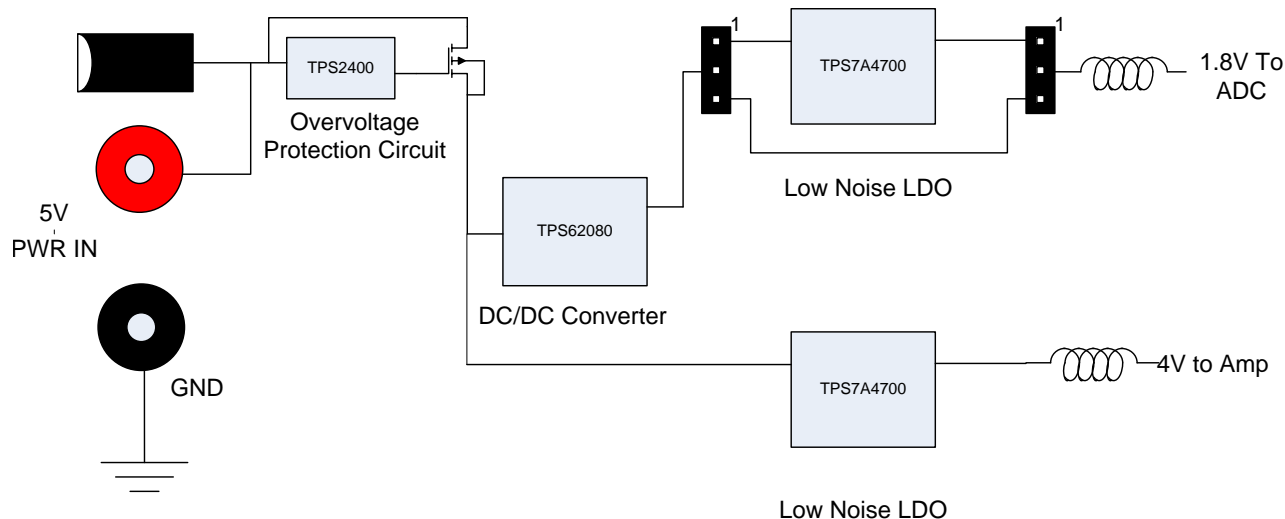 1
1
TPS2400
TPS7A4700
1.8V To
ADC
Overvoltage
Protection Circuit
Low Noise LDO
5V
-
PWR IN
TPS62080
DC/DC Converter
GND
TPS7A4700
4V to Amp
Low Noise LDO